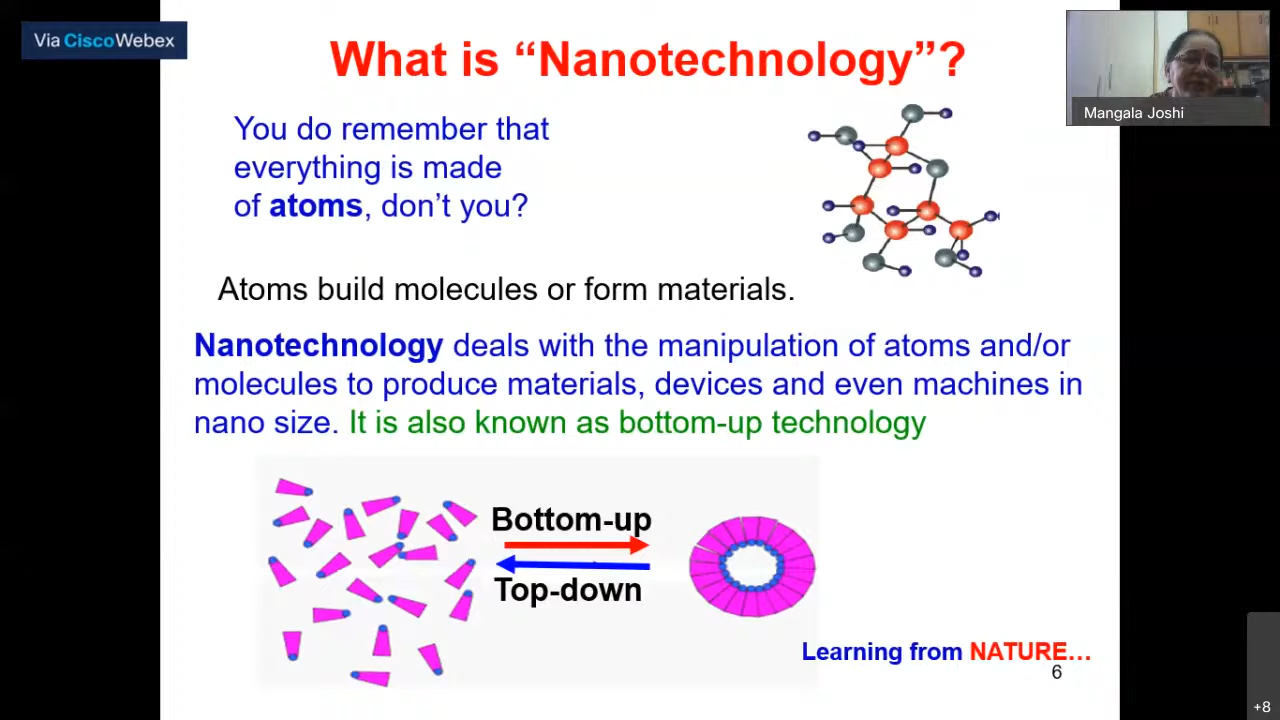 Via CiscoWebex
What is “Nanotechnology”?
Mangala Joshi
You do remember that
everything is made
of atoms, don’t you?
Atoms build molecules or form materials.
Nanotechnology deals with the manipulation of atoms and/or
molecules to produce materials, devices and even machines in
nano size. It is also known as bottom-up technology
Bottom-up
Top-down
Learning from NATURE…
6
+8